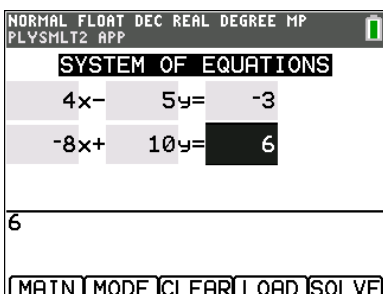 NORMAL FLOAT DEC REAL DEGREE MP
PLYSMLT2 APP
SYSTEM OF EQUATIONS
4x- 5y= -3
-8x+ 10y= 6
6
MAIN MODE CLEAR LOAD SOLVE